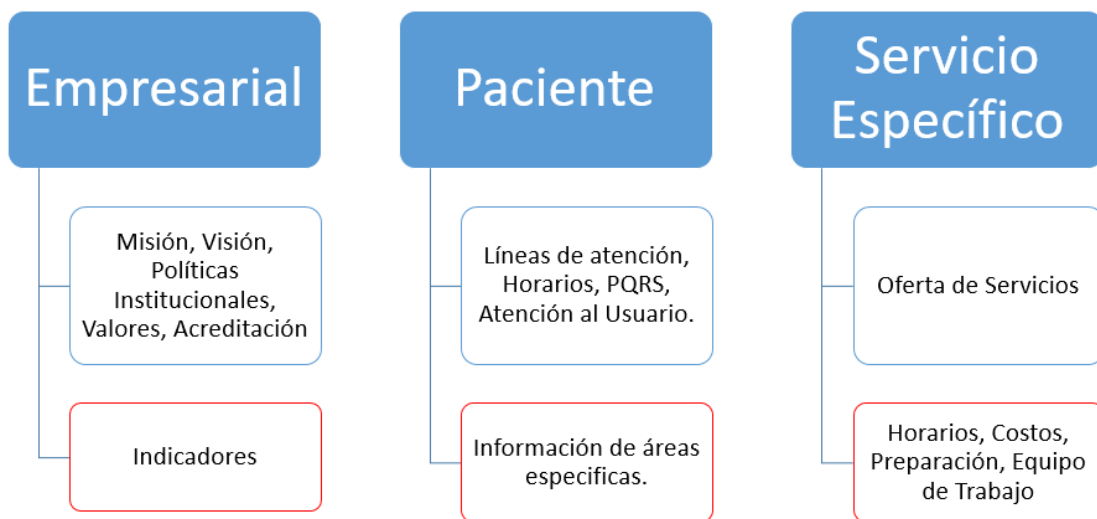 Empresarial
Misión, Visión,
Políticas
Institucionales,
Valores, Acreditación
Indicadores
Paciente
Líneas de atención,
Horarios, PQRS,
Atención al Usuario.
Información de áreas
especificas.
Servicio
Específico
Oferta de Servicios
Horarios, Costos,
Preparación, Equipo
de Trabajo